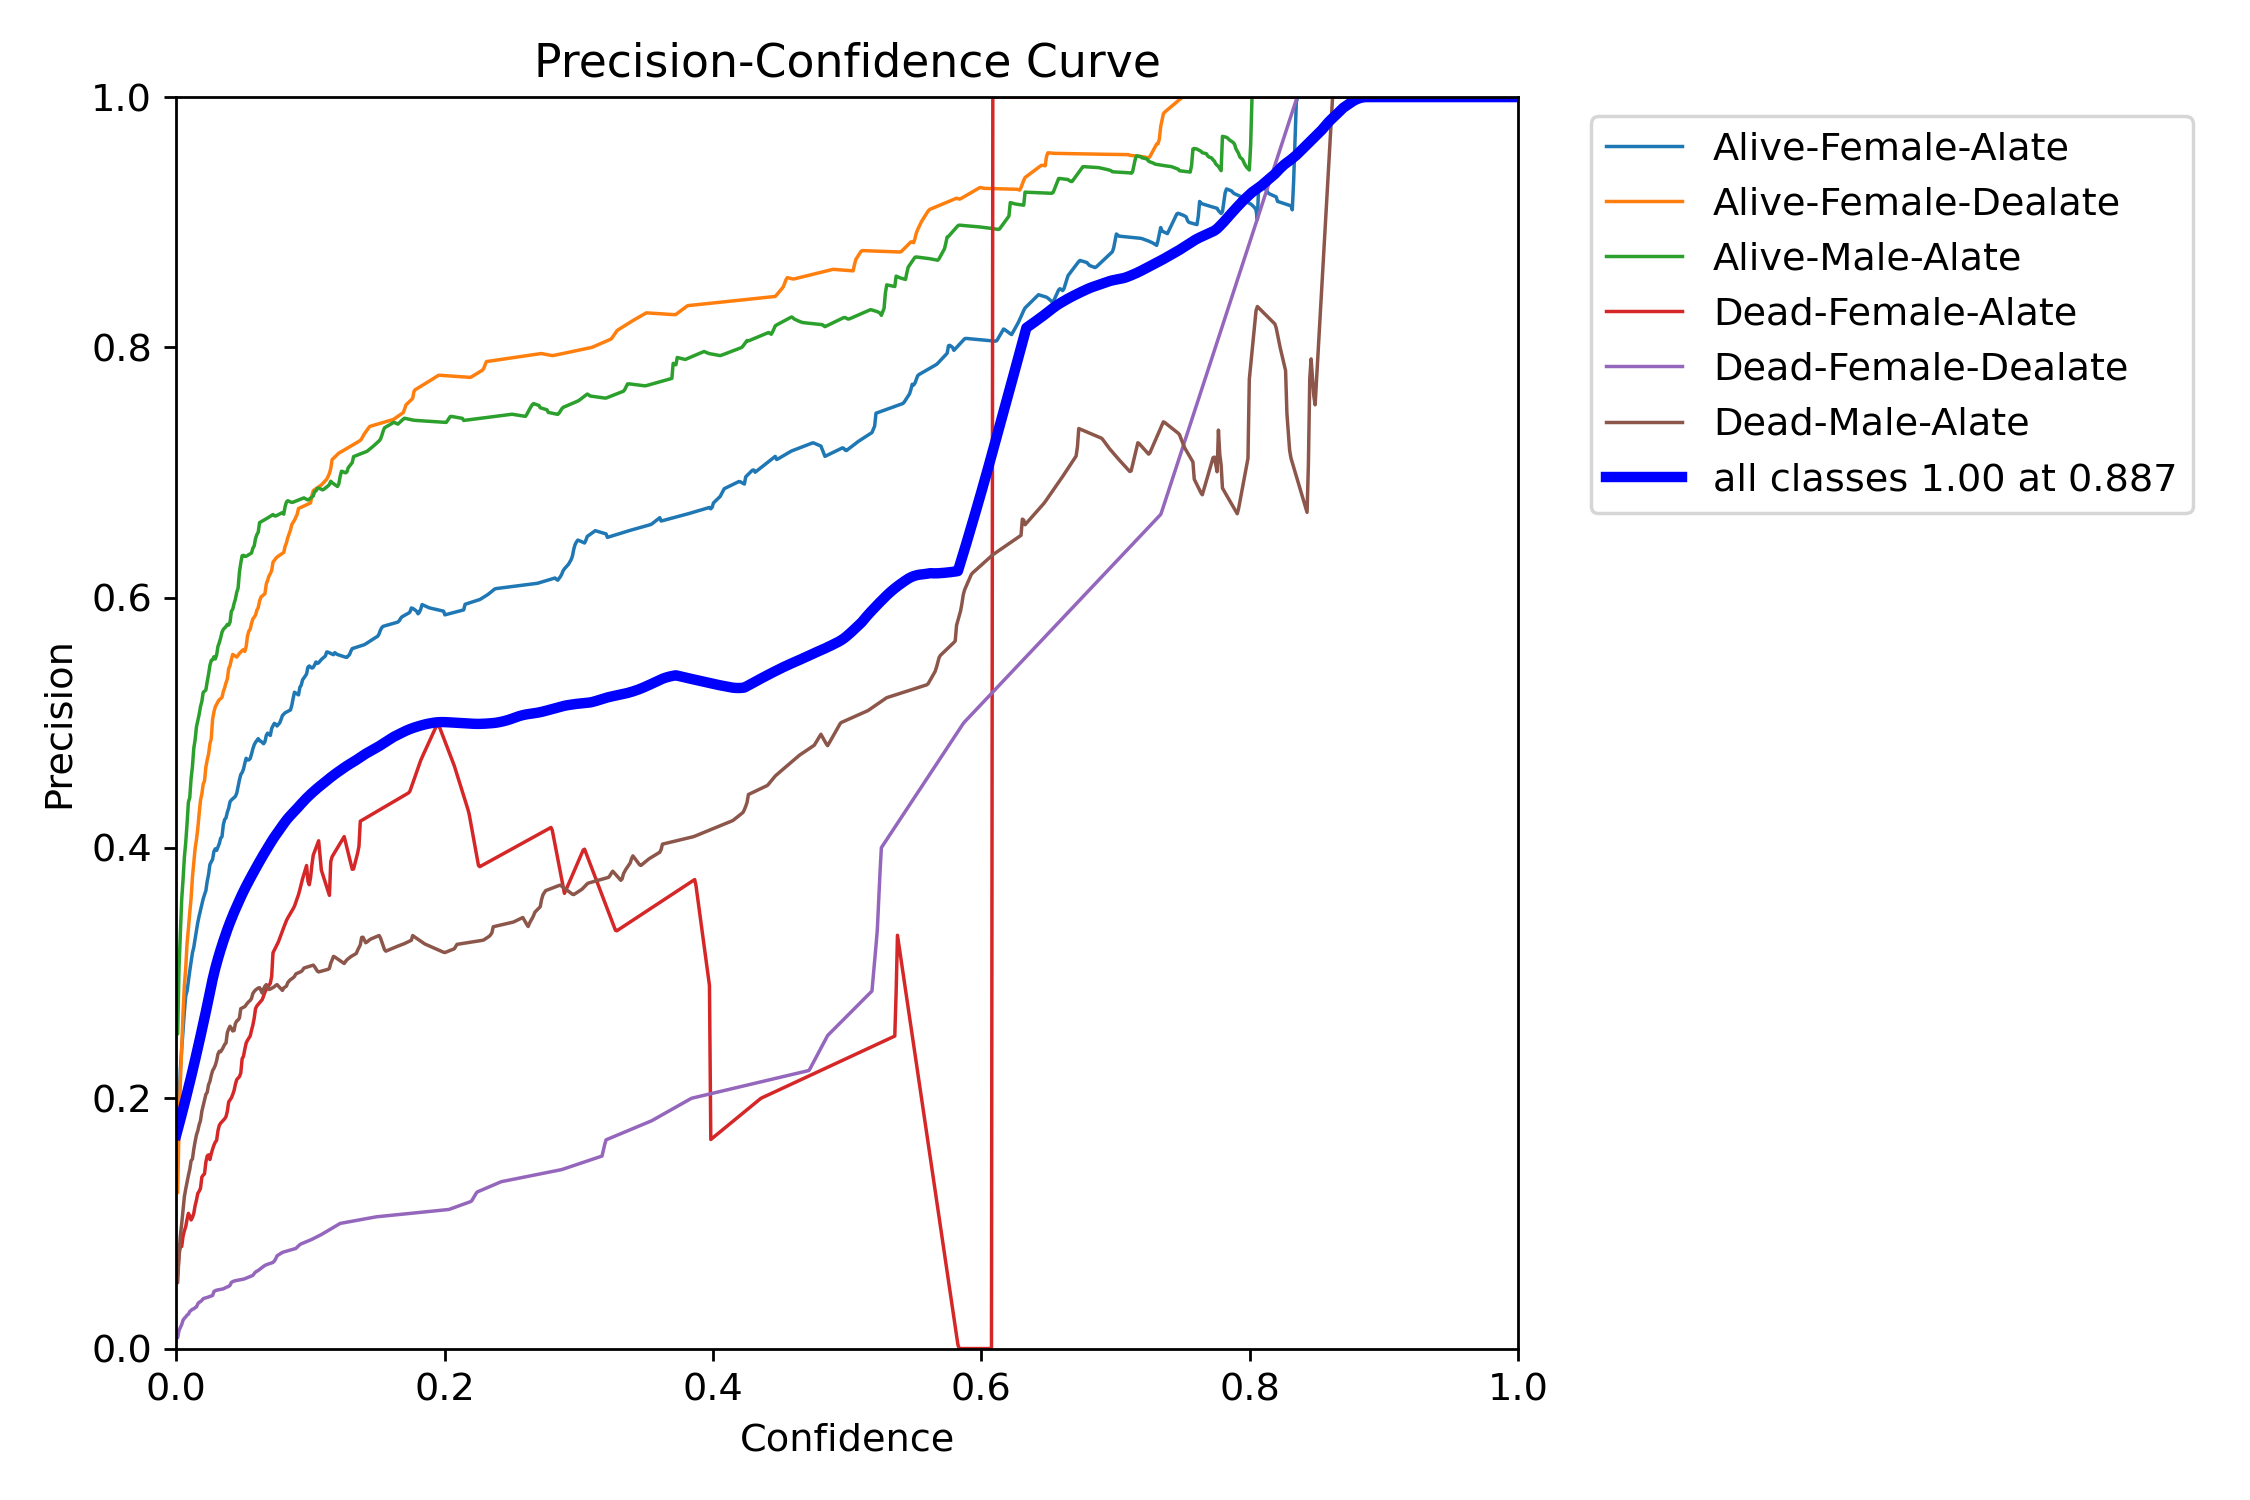 Precision-Confidence Curve
1.0
0.8
0.6
0.4
0.2
0.0
Precision
0.0 0.2 0.4 0.6 0.8 1.0
Confidence
Alive-Female-Alate
Alive-Female-Dealate
Alive-Male-Alate
Dead-Female-Alate
Dead-Female-Dealate
Dead-Male-Alate
all classes 1.00 at 0.887